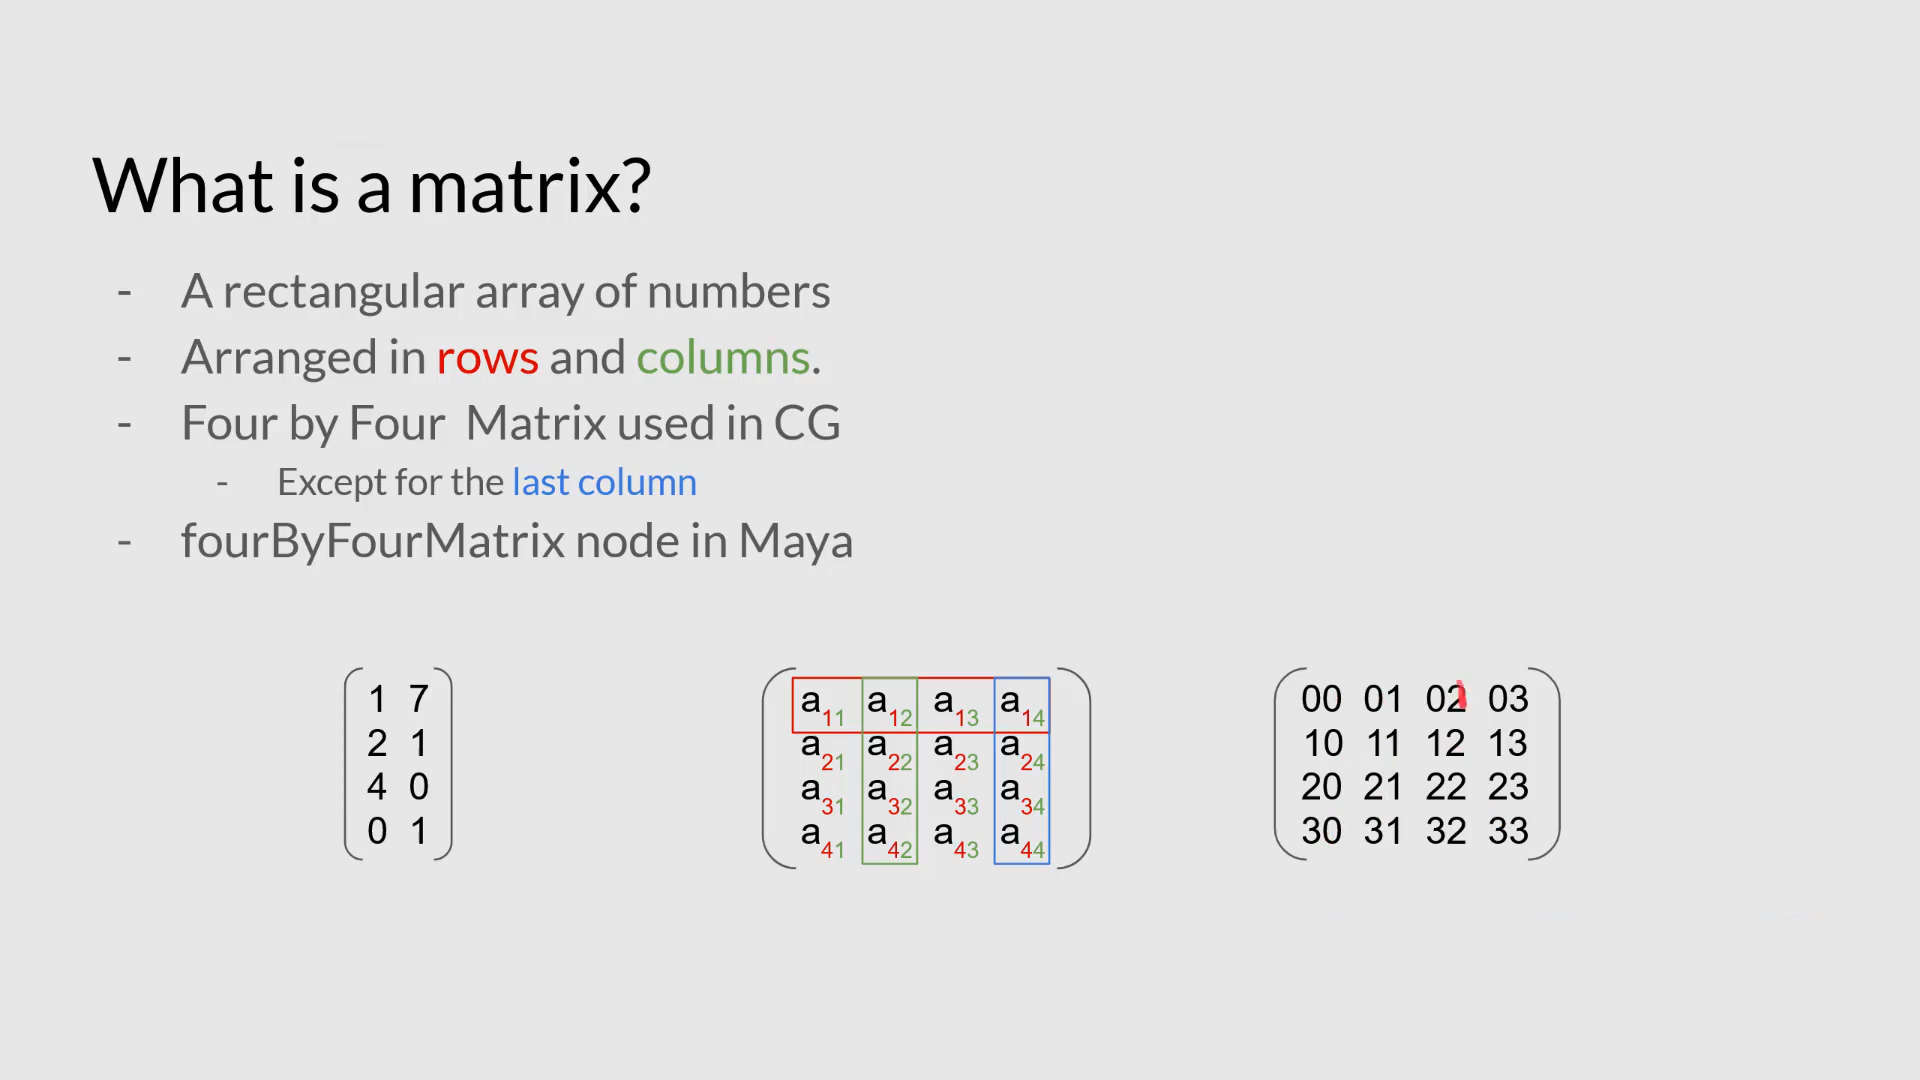 What is a matrix?
- A rectangular array of numbers
- Arranged in rows and columns.
- Four by Four Matrix used in CG
- Except for the last column
- fourByFourMatrix node in Maya
1 7
2 1
4 0
0 1
a11 a12 a13 a14
a21 a22 a23 a24
a31 a32 a33 a34
a41 a42 a43 a44
00 01 02 03
10 11 12 13
20 21 22 23
30 31 32 33